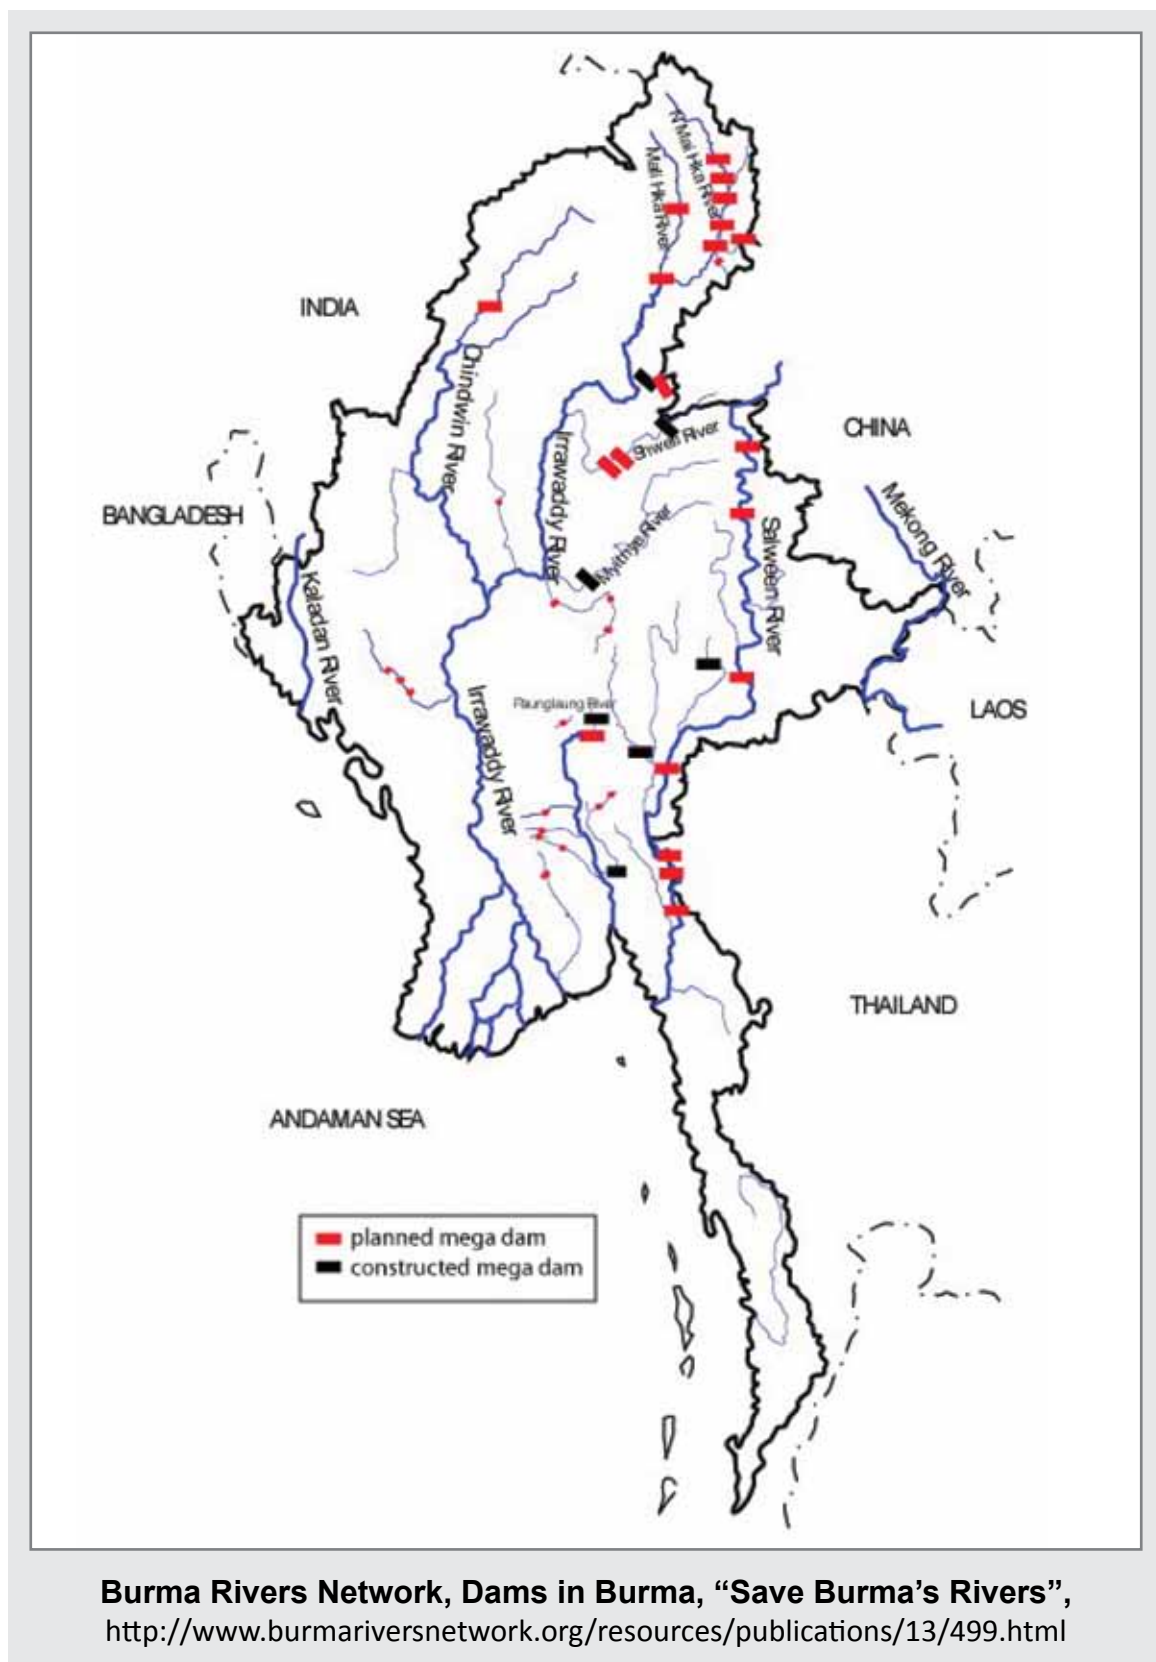 N'Mai Hka River
Mali Hka River
INDIA
Chindwin River
CHINA
Irrawaddy River
Shweli River
BANGLADESH
Mekong River
Salween River
Myithya River
Kaladan River
Irrawaddy River
Paunglaung River
LAOS
THAILAND
ANDAMAN SEA
planned mega dam
constructed mega dam
Burma Rivers Network, Dams in Burma, “Save Burma’s Rivers”,
http://www.burmariversnetwork.org/resources/publications/13/499.html